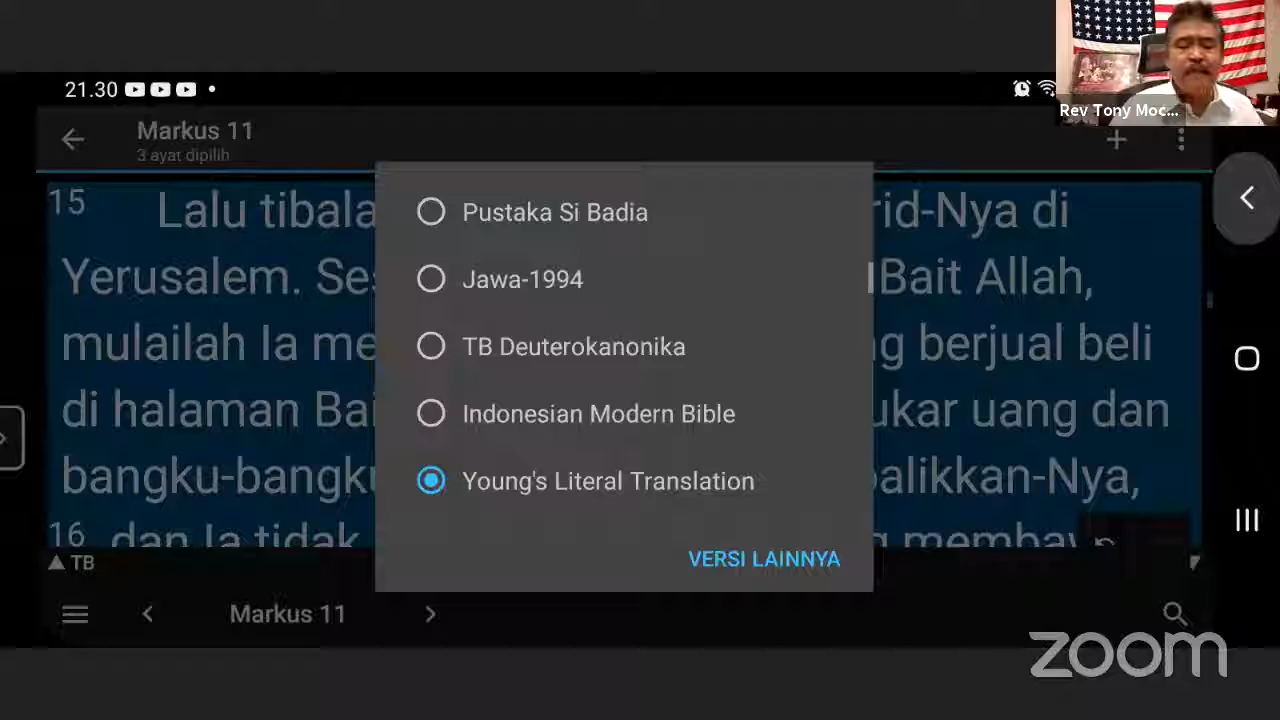 21.30
Rev Tony Moc...
Markus 11
3 ayat dipilih
15 Lalu tibala rid-Nya di
Yerusalem. Ses Bait Allah,
mulailah Ia me g berjual beli
di halaman Bai ukar uang dan
bangku-bangku balikkan-Nya,
16 dan Ia tidak g membaw
Pustaka Si Badia
Jawa-1994
TB Deuterokanonika
Indonesian Modern Bible
Young's Literal Translation
VERSI LAINNYA
TB
Markus 11
zoom